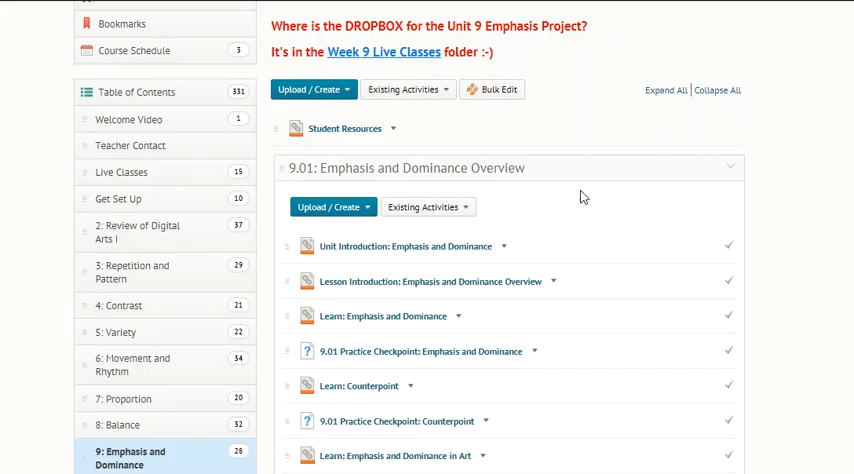 Bookmarks
Course Schedule 3
Table of Contents 331
Welcome Video 1
Teacher Contact
Live Classes 15
Get Set Up 10
2: Review of Digital
Arts I 37
3: Repetition and
Pattern 29
4: Contrast 21
5: Variety 22
6: Movement and
Rhythm 34
7: Proportion 20
8: Balance 32
9: Emphasis and
Dominance 28
Where is the DROPBOX for the Unit 9 Emphasis Project?
It's in the Week 9 Live Classes folder :-)
Upload / Create Existing Activities Bulk Edit Expand All | Collapse All
Student Resources
9.01: Emphasis and Dominance Overview
Upload / Create Existing Activities
Unit Introduction: Emphasis and Dominance
Lesson Introduction: Emphasis and Dominance Overview
Learn: Emphasis and Dominance
9.01 Practice Checkpoint: Emphasis and Dominance
Learn: Counterpoint
9.01 Practice Checkpoint: Counterpoint
Learn: Emphasis and Dominance in Art